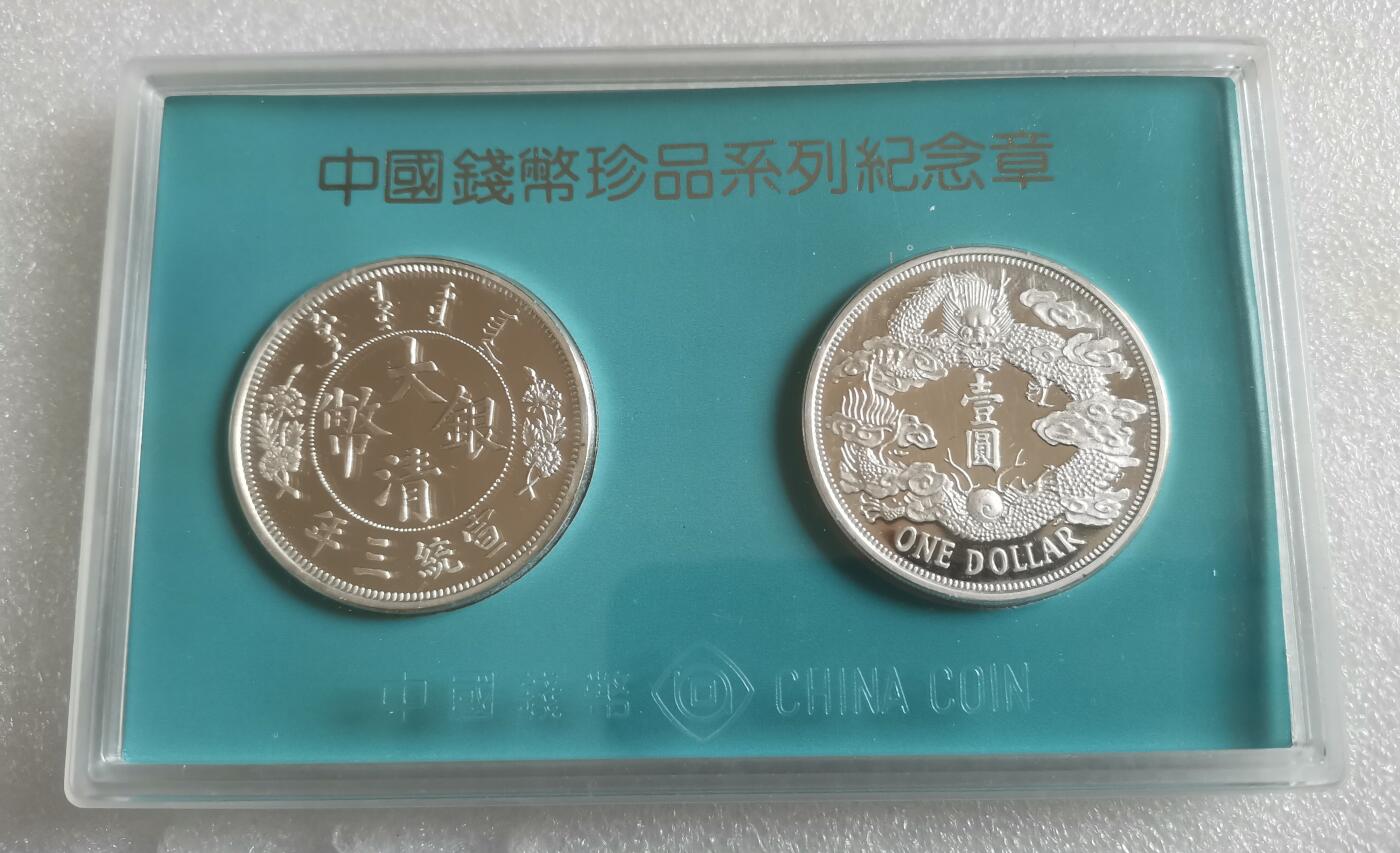 中國錢幣珍品系列紀念章
大清銀幣
宣統三年
壹圓
ONE DOLLAR
中國錢幣 CHINA COIN